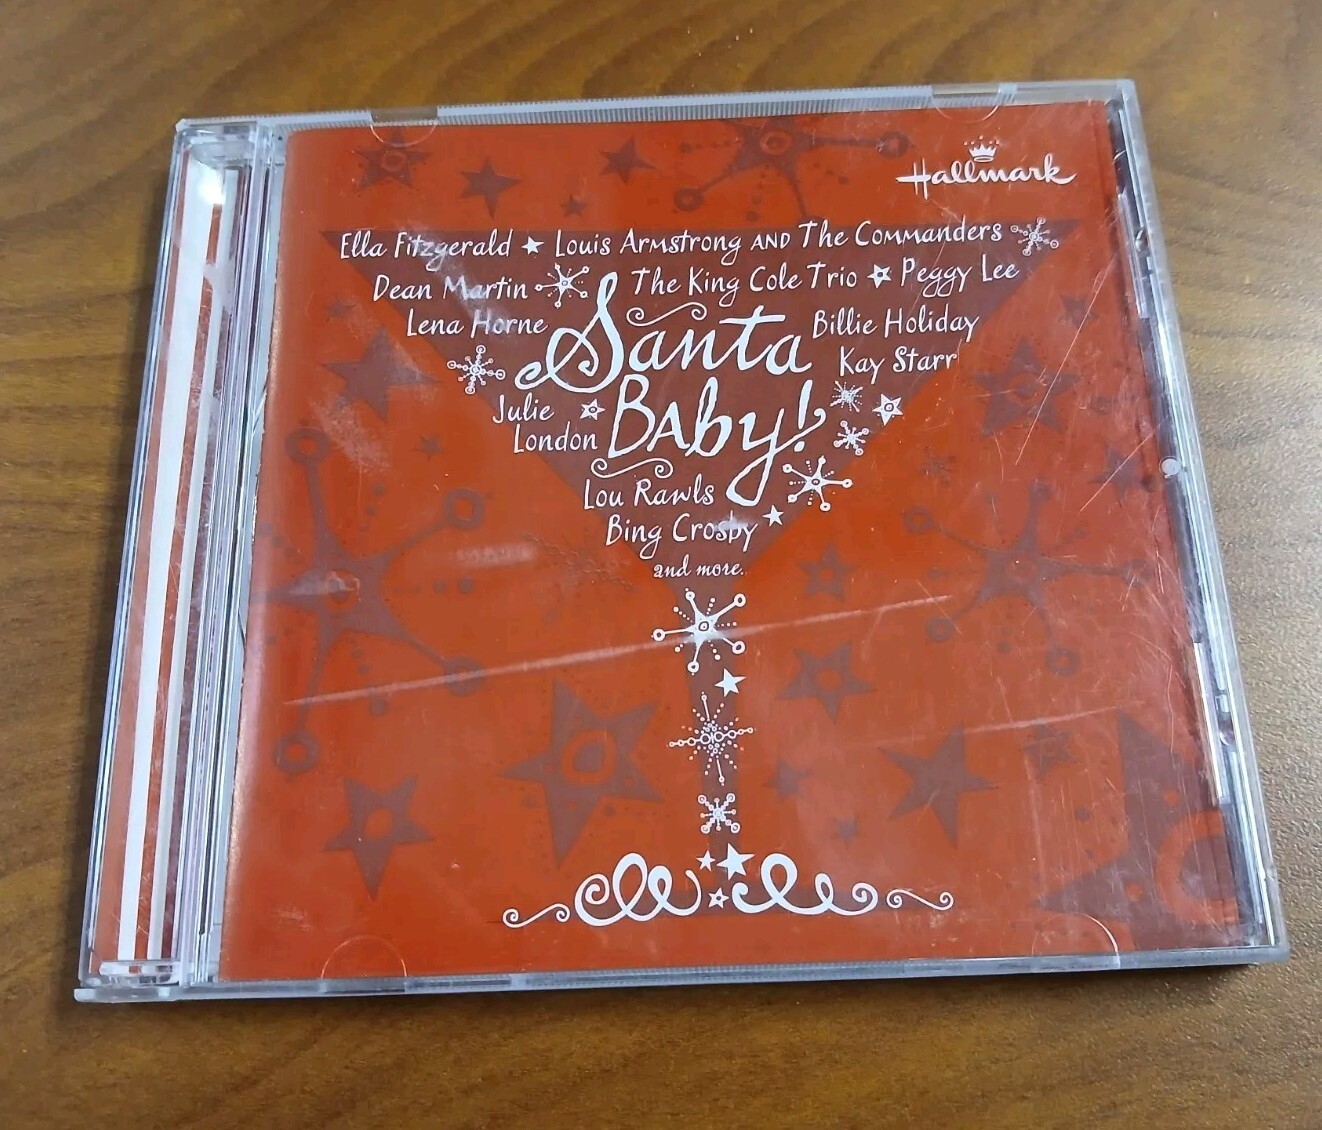 Hallmark
Ella Fitzgerald Louis Armstrong AND The Commanders
Dean Martin The King Cole Trio Peggy Lee
Lena Horne Billie Holiday
Santa
Kay Starr
Julie
London
Baby!
Lou Rawls
Bing Crosby
and more..